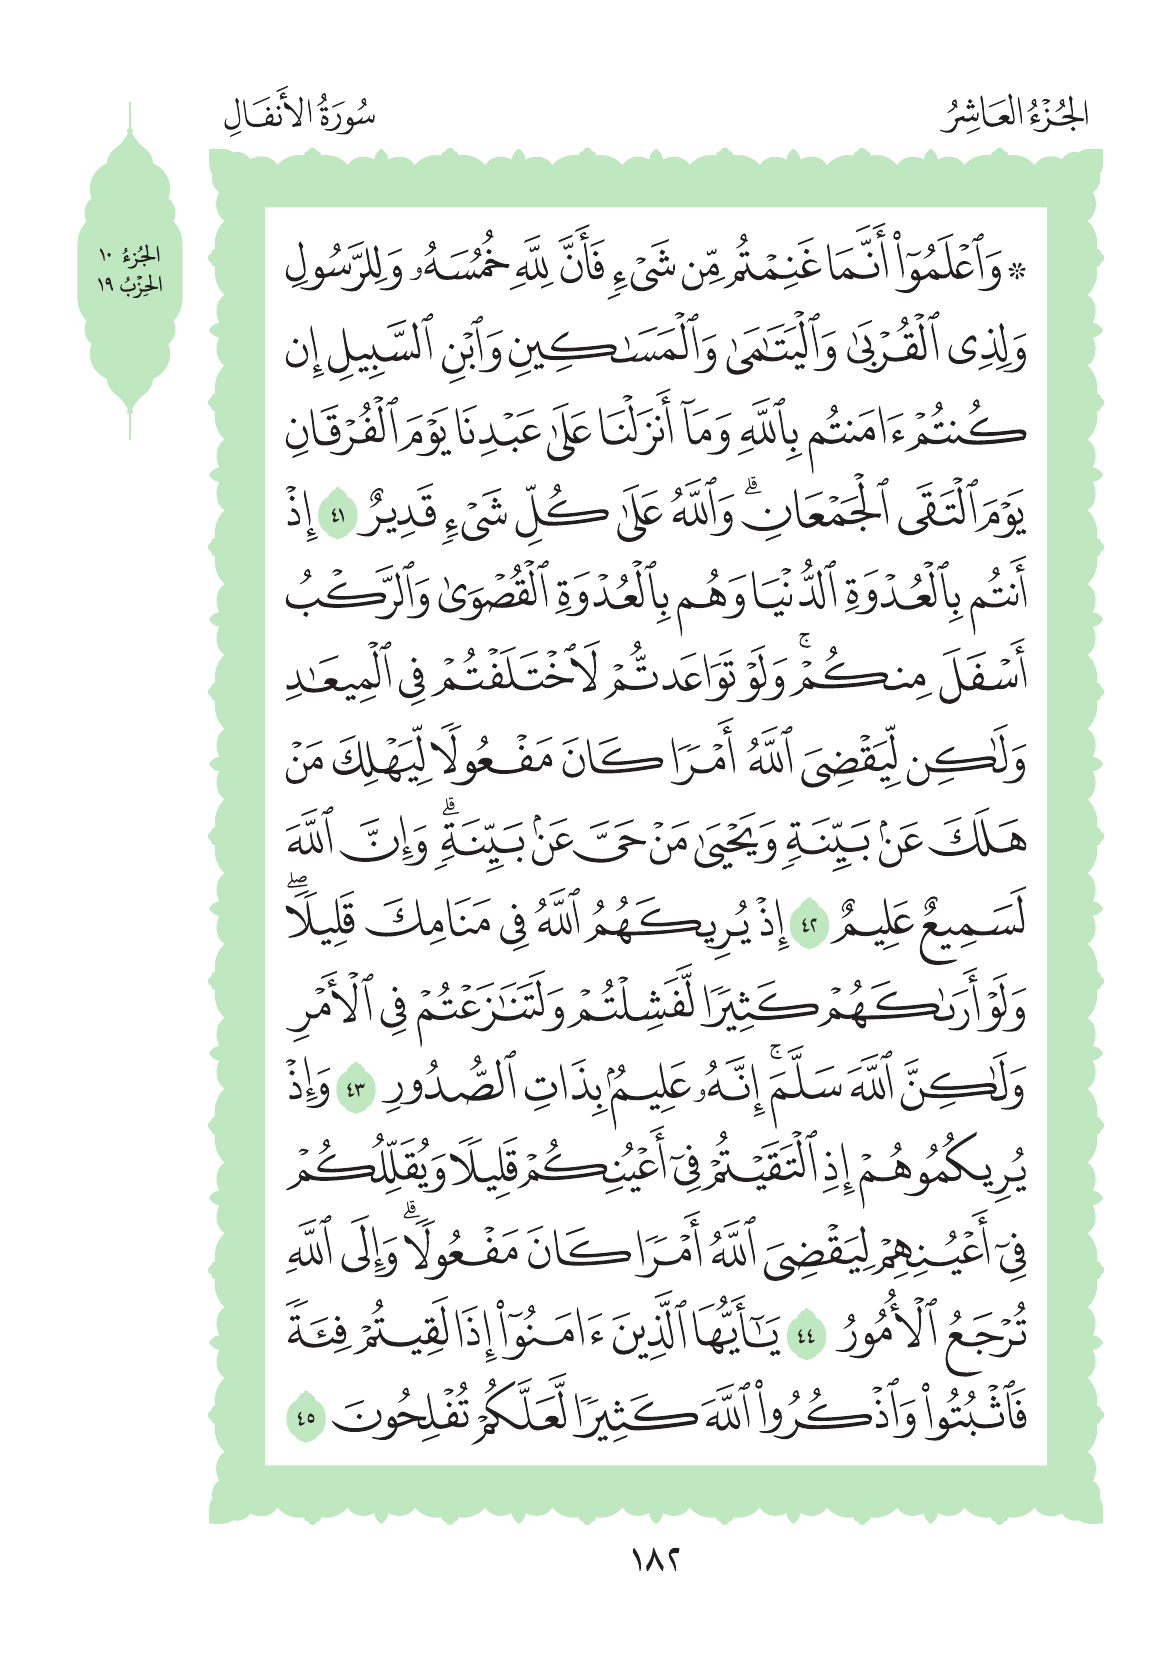 الجُزْءُ العَاشِرُ
سُورَةُ الأَنفَالِ
الجُزءُ ١٠
الحِزْبُ ١٩
۞ وَٱعۡلَمُوٓاْ أَنَّمَا غَنِمۡتُم مِّن شَيۡءٖ فَأَنَّ لِلَّهِ خُمُسَهُۥ وَلِلرَّسُولِ
وَلِذِي ٱلۡقُرۡبَىٰ وَٱلۡيَتَٰمَىٰ وَٱلۡمَسَٰكِينِ وَٱبۡنِ ٱلسَّبِيلِ إِن
كُنتُمۡ ءَامَنتُم بِٱللَّهِ وَمَآ أَنزَلۡنَا عَلَىٰ عَبۡدِنَا يَوۡمَ ٱلۡفُرۡقَانِ
يَوۡمَ ٱلۡتَقَى ٱلۡجَمۡعَانِۗ وَٱللَّهُ عَلَىٰ كُلِّ شَيۡءٖ قَدِيرٌ ٤١ إِذۡ
أَنتُم بِٱلۡعُدۡوَةِ ٱلدُّنۡيَا وَهُم بِٱلۡعُدۡوَةِ ٱلۡقُصۡوَىٰ وَٱلرَّكۡبُ
أَسۡفَلَ مِنكُمۡۚ وَلَوۡ تَوَاعَدتُّمۡ لَٱخۡتَلَفۡتُمۡ فِي ٱلۡمِيعَٰدِ
وَلَٰكِن لِّيَقۡضِيَ ٱللَّهُ أَمۡرٗا كَانَ مَفۡعُولٗا لِّيَهۡلِكَ مَنۡ
هَلَكَ عَنۢ بَيِّنَةٖ وَيَحۡيَىٰ مَنۡ حَيَّ عَنۢ بَيِّنَةٖۗ وَإِنَّ ٱللَّهَ
لَسَمِيعٌ عَلِيمٌ ٤٢ إِذۡ يُرِيكَهُمُ ٱللَّهُ فِي مَنَامِكَ قَلِيلٗاۖ
وَلَوۡ أَرَىٰكَهُمۡ كَثِيرٗا لَّفَشِلۡتُمۡ وَلَتَنَٰزَعۡتُمۡ فِي ٱلۡأَمۡرِ
وَلَٰكِنَّ ٱللَّهَ سَلَّمَۚ إِنَّهُۥ عَلِيمُۢ بِذَاتِ ٱلصُّدُورِ ٤٣ وَإِذۡ
يُرِيكُمُوهُمۡ إِذِ ٱلۡتَقَيۡتُمۡ فِيٓ أَعۡيُنِكُمۡ قَلِيلٗا وَيُقَلِّلُكُمۡ
فِيٓ أَعۡيُنِهِمۡ لِيَقۡضِيَ ٱللَّهُ أَمۡرٗا كَانَ مَفۡعُولٗاۗ وَإِلَى ٱللَّهِ
تُرۡجَعُ ٱلۡأُمُورُ ٤٤ يَٰٓأَيُّهَا ٱلَّذِينَ ءَامَنُوٓاْ إِذَا لَقِيتُمۡ فِئَةٗ
فَٱثۡبُتُواْ وَٱذۡكُرُواْ ٱللَّهَ كَثِيرٗا لَّعَلَّكُمۡ تُفۡلِحُونَ ٤٥
١٨٢